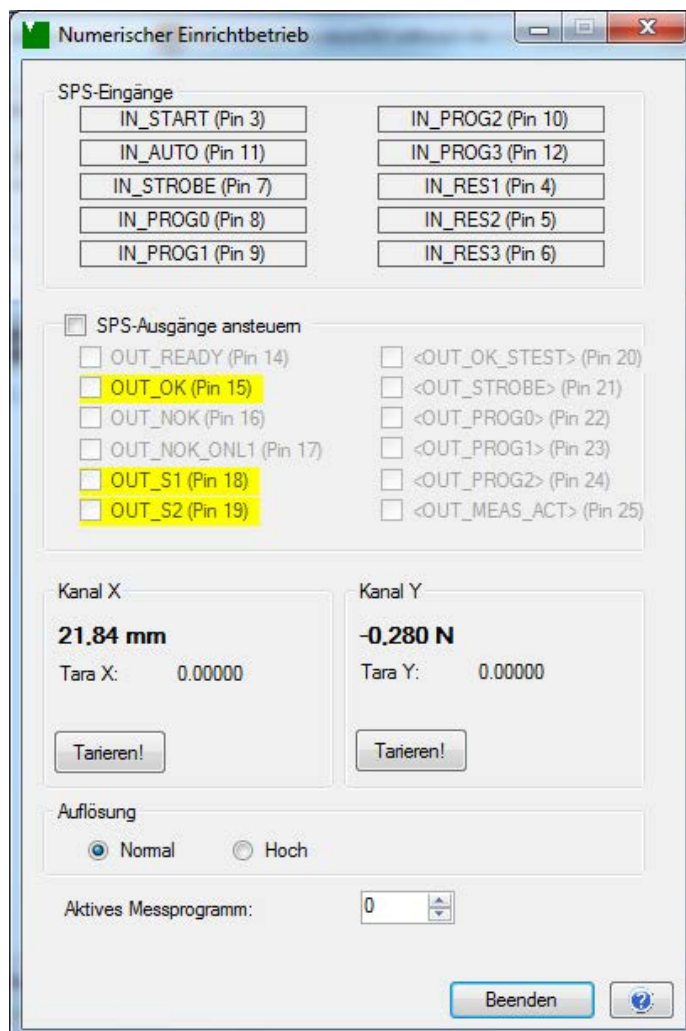 Numerischer Einrichtbetrieb
SPS-Eingänge
IN_START (Pin 3)
IN_AUTO (Pin 11)
IN_STROBE (Pin 7)
IN_PROG0 (Pin 8)
IN_PROG1 (Pin 9)
IN_PROG2 (Pin 10)
IN_PROG3 (Pin 12)
IN_RES1 (Pin 4)
IN_RES2 (Pin 5)
IN_RES3 (Pin 6)
SPS-Ausgänge ansteuern
OUT_READY (Pin 14)
OUT_OK (Pin 15)
OUT_NOK (Pin 16)
OUT_NOK_ONL1 (Pin 17)
OUT_S1 (Pin 18)
OUT_S2 (Pin 19)
<OUT_OK_STEST> (Pin 20)
<OUT_STROBE> (Pin 21)
<OUT_PROG0> (Pin 22)
<OUT_PROG1> (Pin 23)
<OUT_PROG2> (Pin 24)
<OUT_MEAS_ACT> (Pin 25)
Kanal X
21,84 mm
Tara X: 0.00000
Tarieren!
Kanal Y
-0,280 N
Tara Y: 0.00000
Tarieren!
Auflösung
Normal Hoch
Aktives Messprogramm: 0
Beenden